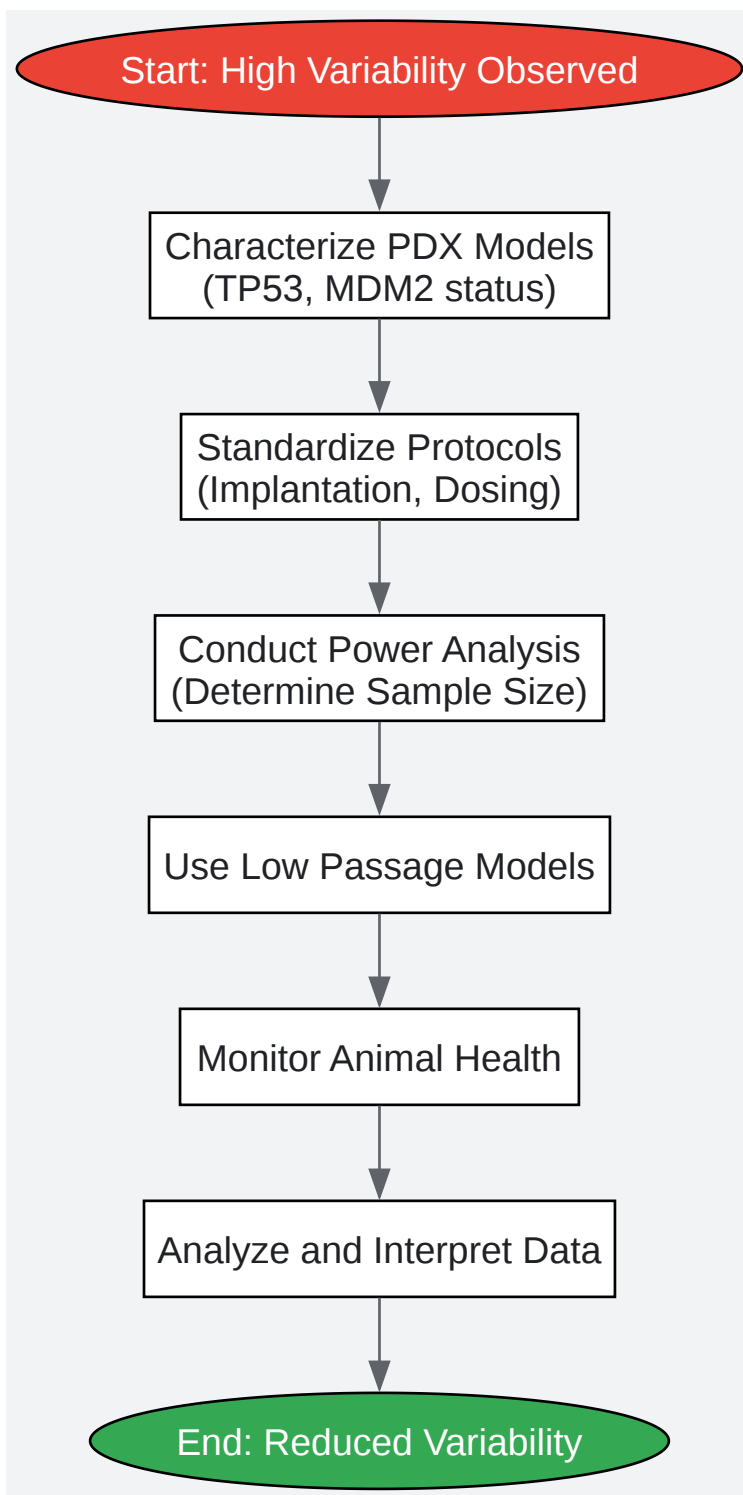 Start: High Variability Observed
Characterize PDX Models
(TP53, MDM2 status)
Standardize Protocols
(Implantation, Dosing)
Conduct Power Analysis
(Determine Sample Size)
Use Low Passage Models
Monitor Animal Health
Analyze and Interpret Data
End: Reduced Variability